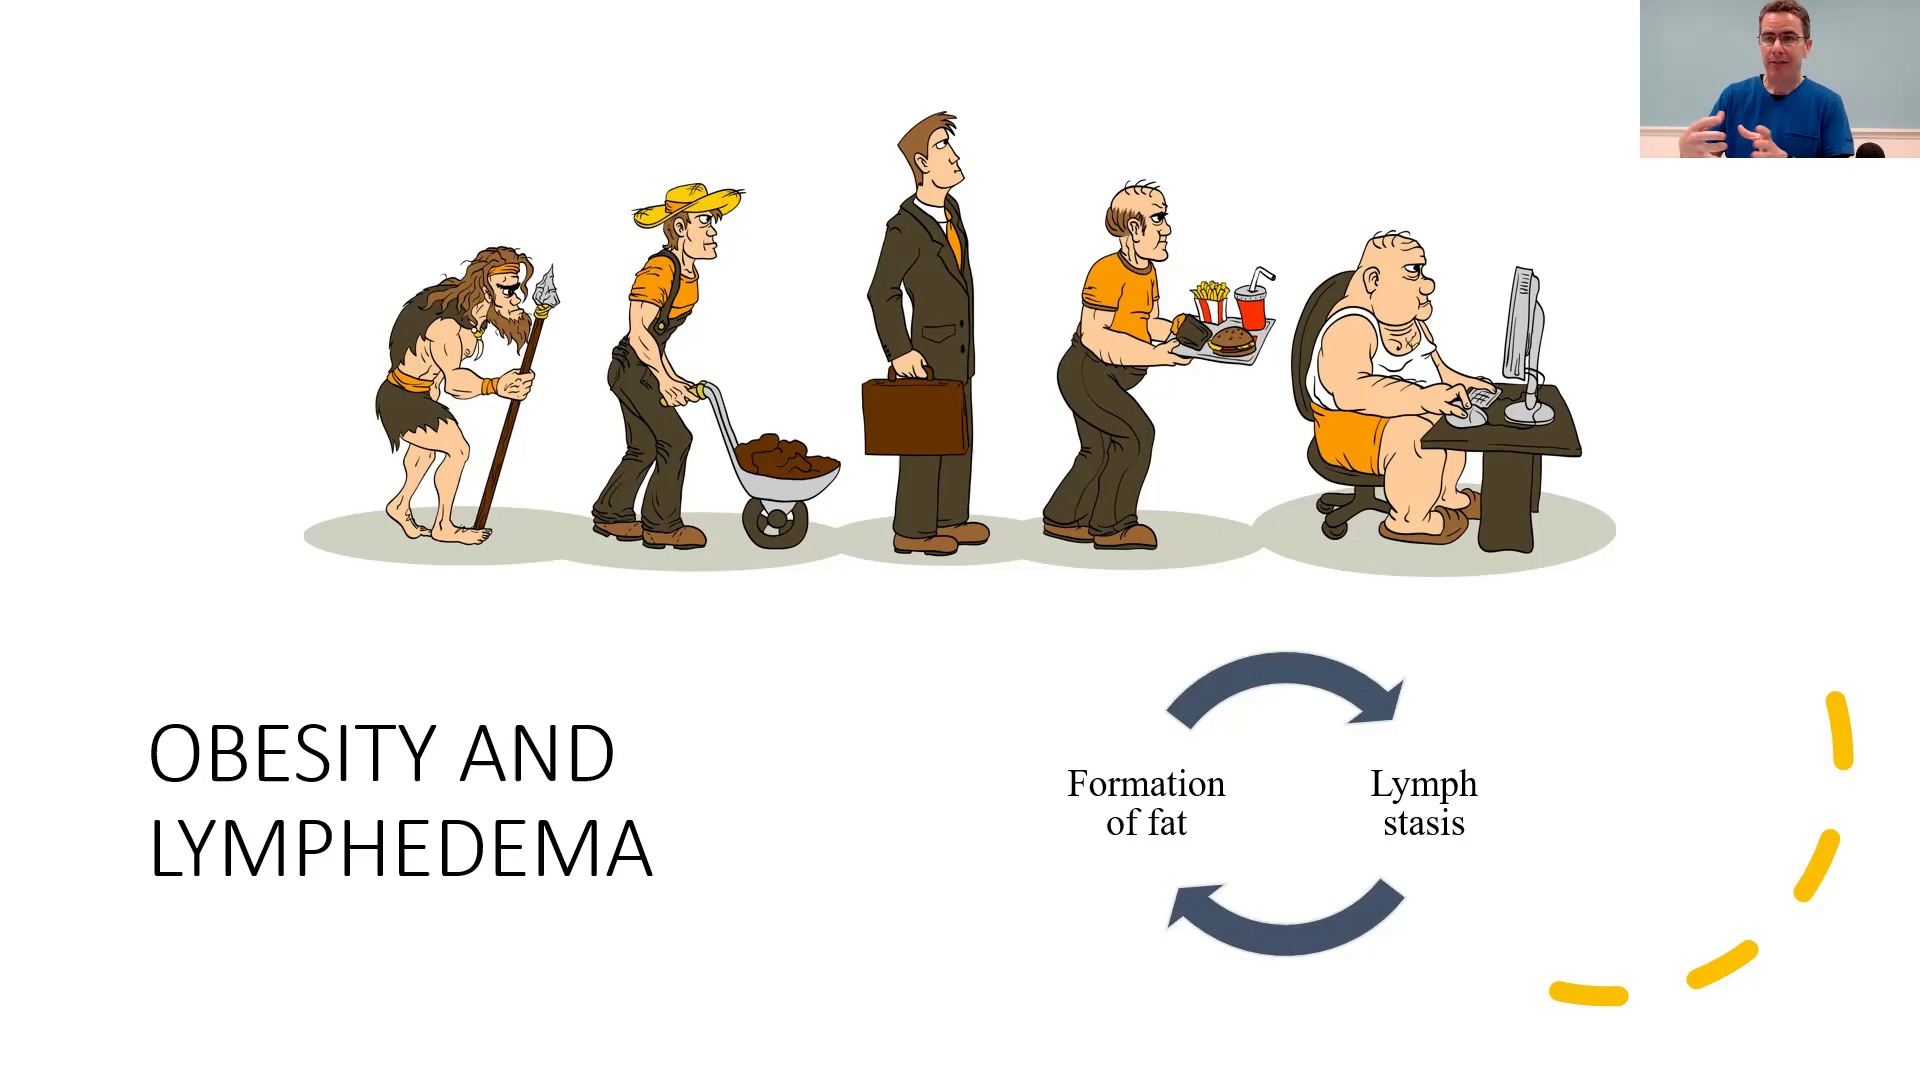 OBESITY AND
LYMPHEDEMA
Formation
of fat
Lymph
stasis